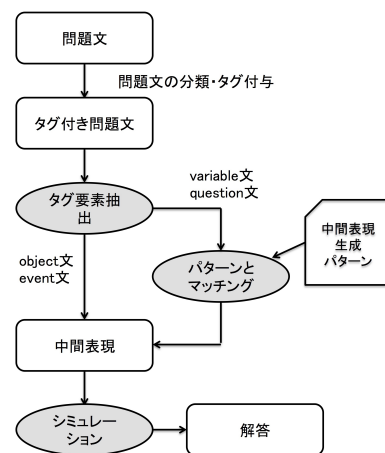 問題文
問題文の分類・タグ付与
タグ付き問題文
タグ要素抽
出
variable文
question文
object文
event文
パターンと
マッチング
中間表現
生成
パターン
中間表現
シミュレー
ション
解答